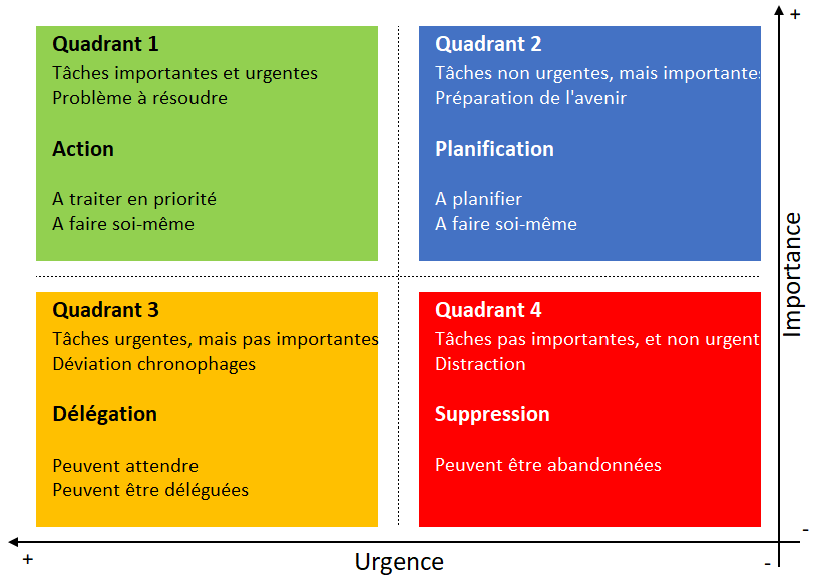 +
Quadrant 1
Tâches importantes et urgentes
Problème à résoudre
Action
A traiter en priorité
A faire soi-même
Quadrant 2
Tâches non urgentes, mais importantes
Préparation de l'avenir
Planification
A planifier
A faire soi-même
Importance
Quadrant 3
Tâches urgentes, mais pas importantes
Déviation chronophages
Délégation
Peuvent attendre
Peuvent être déléguées
Quadrant 4
Tâches pas importantes, et non urgent
Distraction
Suppression
Peuvent être abandonnées
-
+
Urgence
-